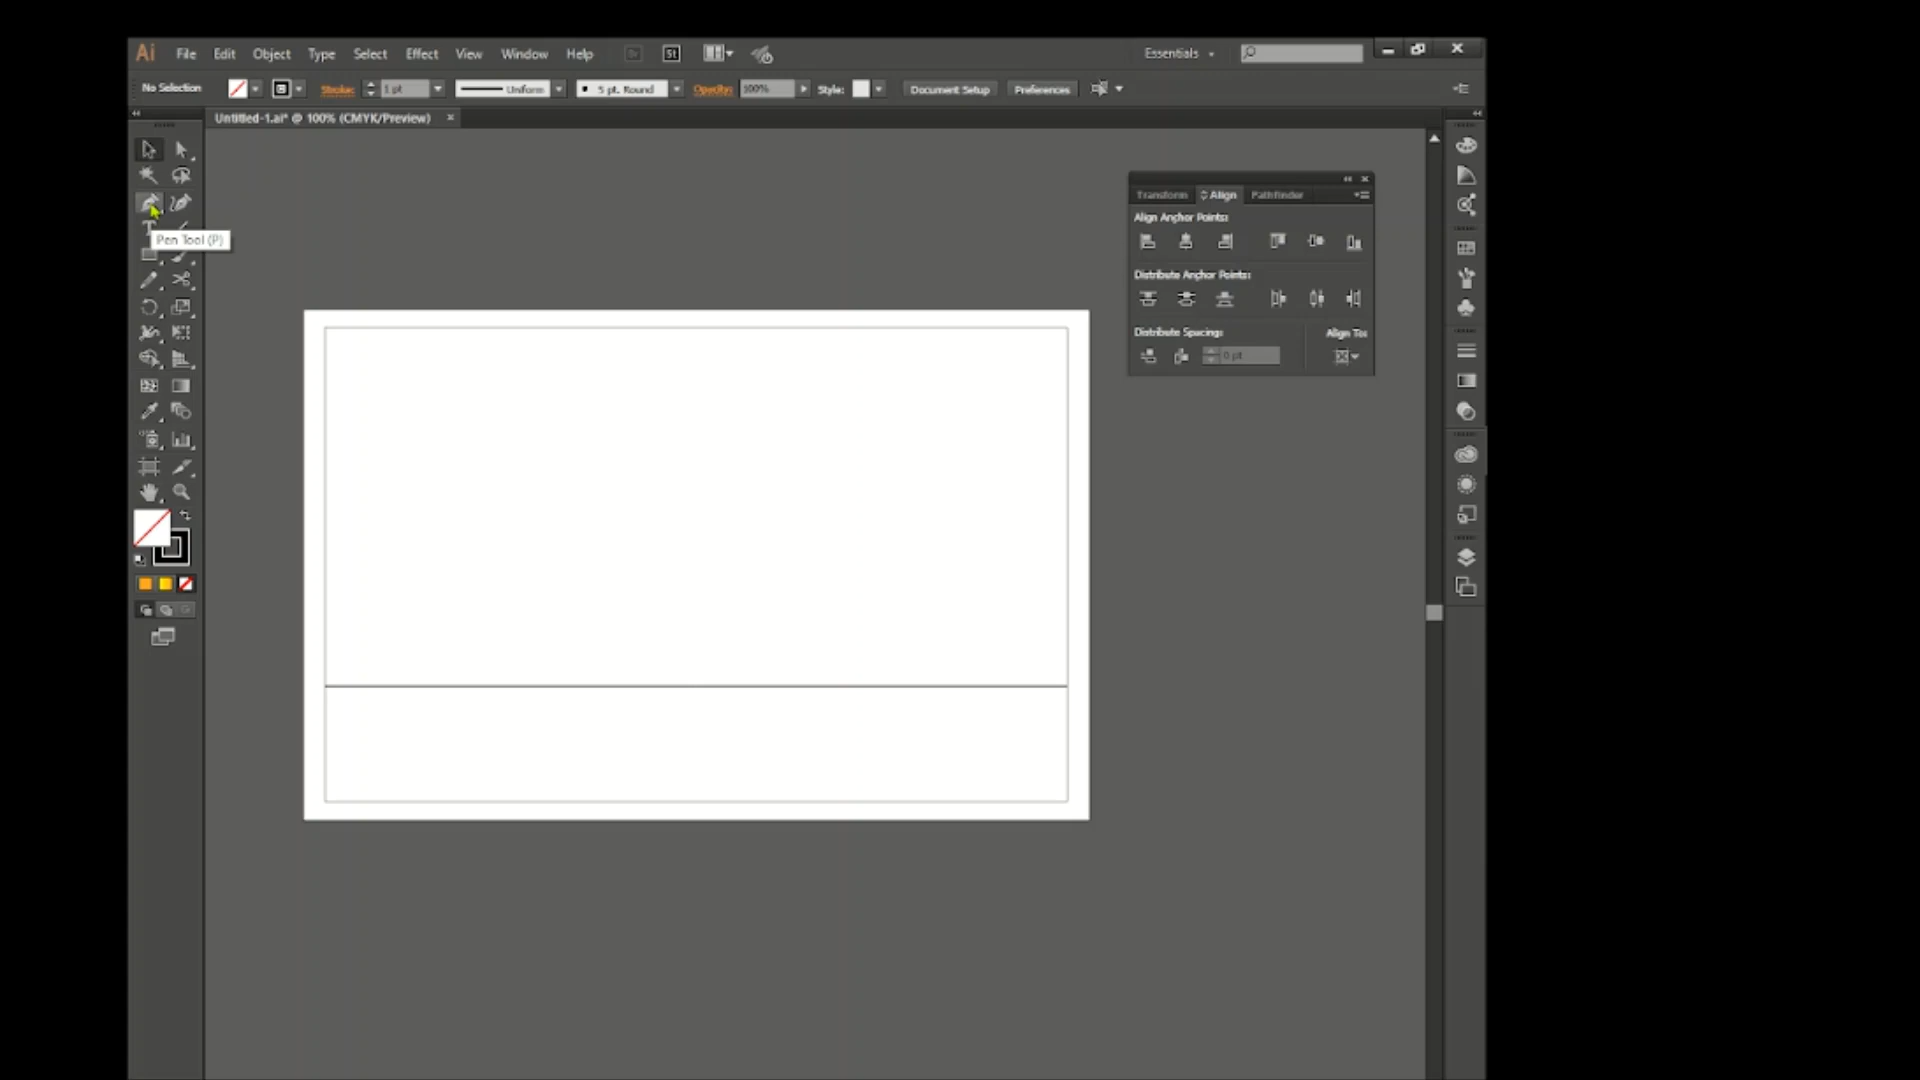 Ai File Edit Object Type Select Effect View Window Help Br St Essentials
No Selection Stroke: 1 pt Uniform 5 pt. Round Opacity: 100% Style: Document Setup Preferences
Untitled-1.ai* @ 100% (CMYK/Preview)
Pen Tool (P)
Transform Align Pathfinder
Align Anchor Points:
Distribute Anchor Points:
Distribute Spacing: Align To:
0 pt